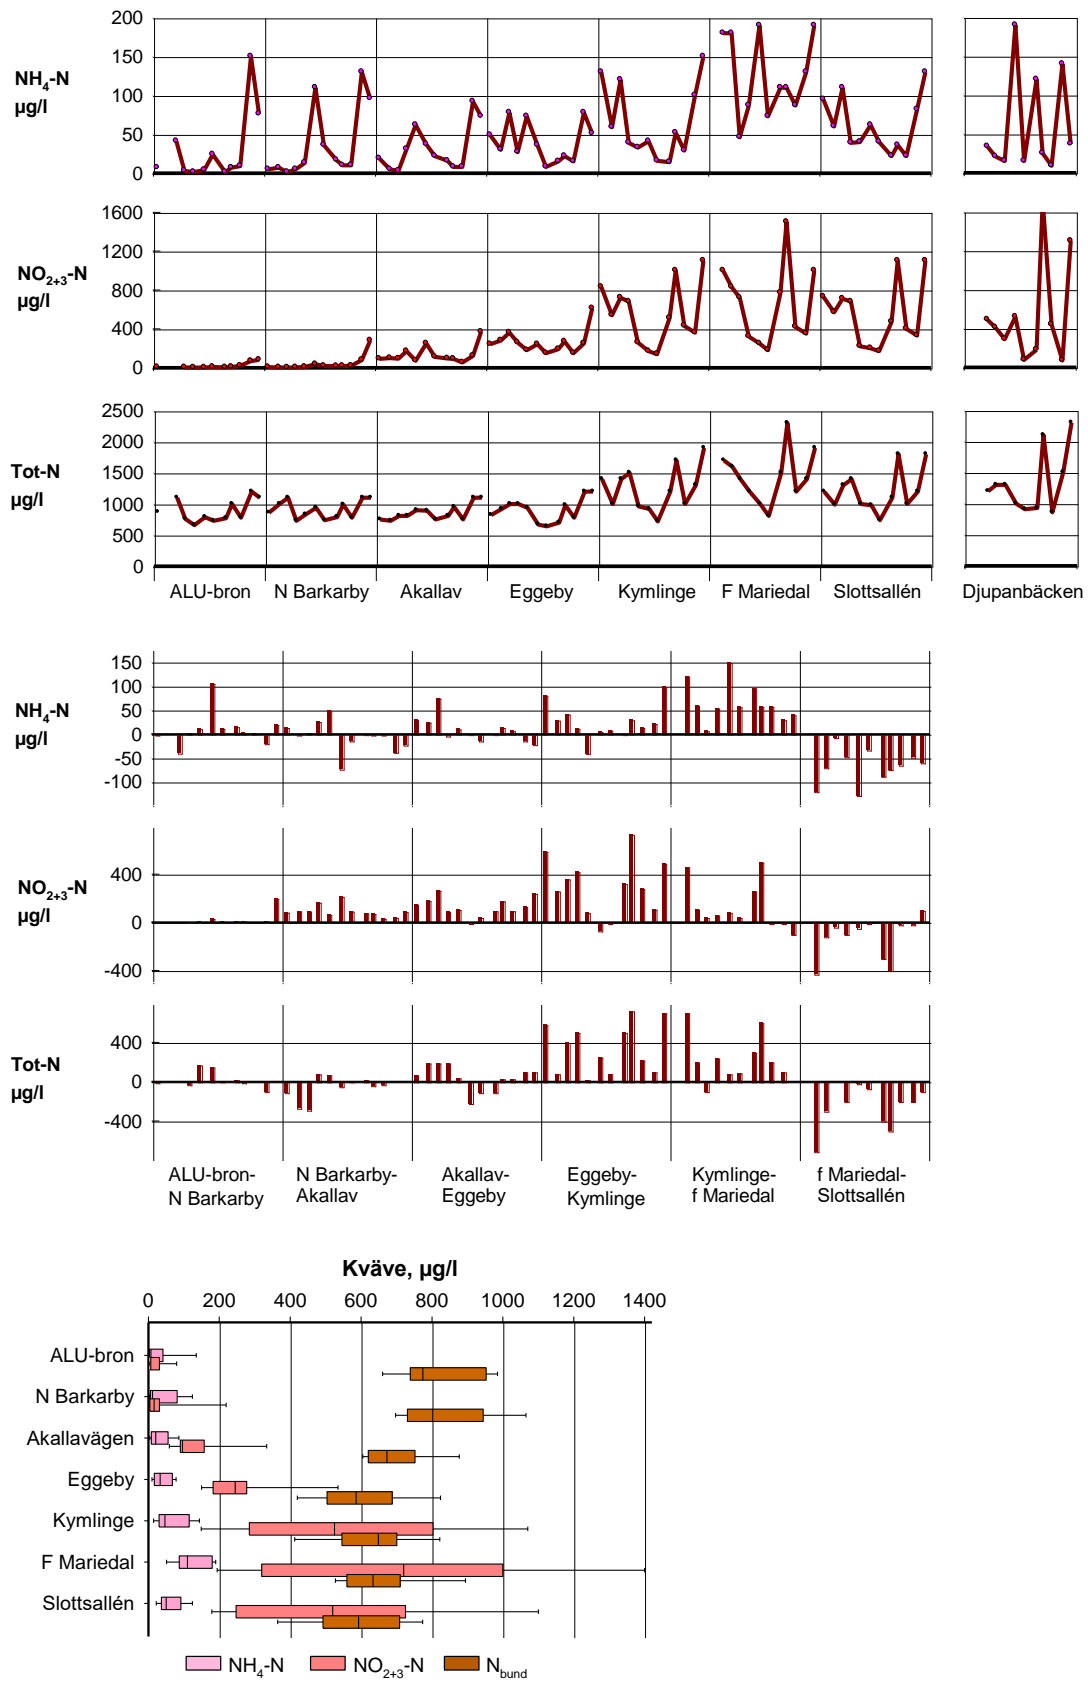 200
150
100
50
0
NH4-N
µg/l
1600
1200
800
400
0
NO2+3-N
µg/l
2500
2000
1500
1000
500
0
Tot-N
µg/l
ALU-bron N Barkarby Akallav Eggeby Kymlinge F Mariedal Slottsallén Djupanbäcken
150
100
50
0
-50
-100
NH4-N
µg/l
400
0
-400
NO2+3-N
µg/l
400
0
-400
Tot-N
µg/l
ALU-bron- N Barkarby- Akallav- Eggeby- Kymlinge- f Mariedal-
N Barkarby Akallav Eggeby Kymlinge f Mariedal Slottsallén
Kväve, µg/l
0 200 400 600 800 1000 1200 1400
ALU-bron
N Barkarby
Akallavägen
Eggeby
Kymlinge
F Mariedal
Slottsallén
NH4-N NO2+3-N Nbund